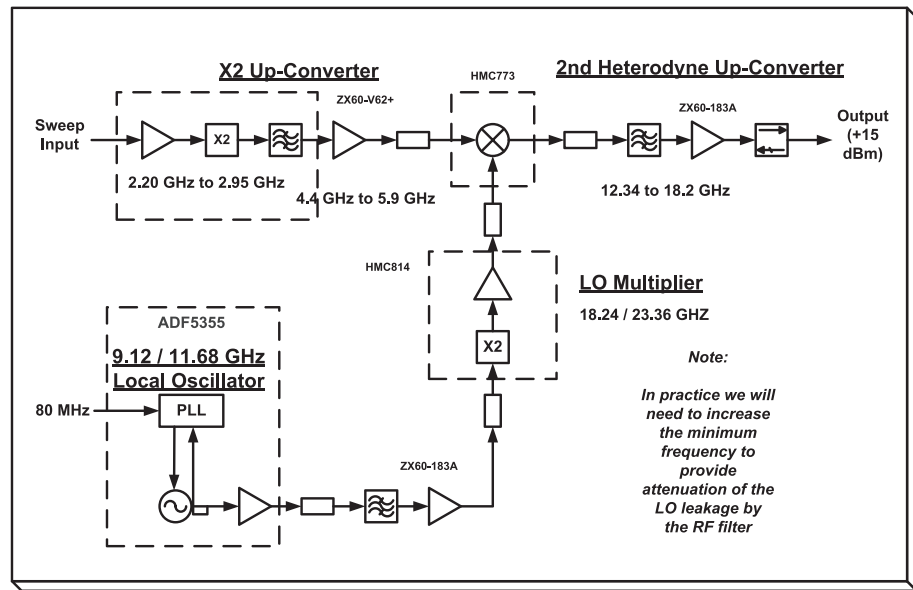 X2 Up-Converter
HMC773
2nd Heterodyne Up-Converter
ZX60-V62+
ZX60-183A
Sweep
Input
X2
Output
(+15
dBm)
2.20 GHz to 2.95 GHz
4.4 GHz to 5.9 GHz
12.34 to 18.2 GHz
HMC814
LO Multiplier
18.24 / 23.36 GHZ
ADF5355
9.12 / 11.68 GHz
Local Oscillator
X2
80 MHz
PLL
ZX60-183A
Note:
In practice we will
need to increase
the minimum
frequency to
provide
attenuation of the
LO leakage by
the RF filter